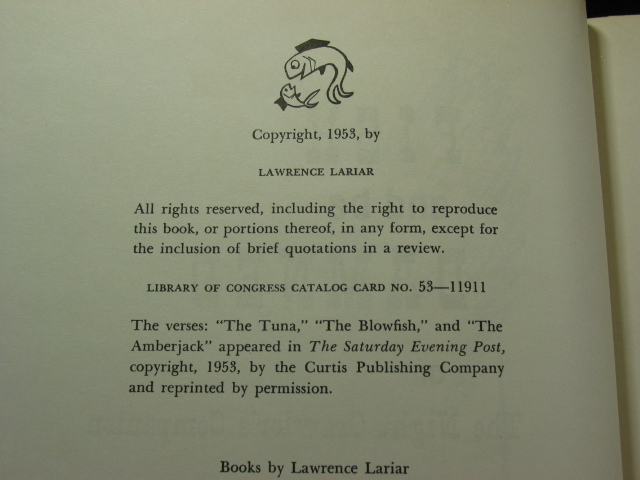 Copyright, 1953, by
LAWRENCE LARIAR
All rights reserved, including the right to reproduce
this book, or portions thereof, in any form, except for
the inclusion of brief quotations in a review.
LIBRARY OF CONGRESS CATALOG CARD NO. 53—11911
The verses: "The Tuna," "The Blowfish," and "The
Amberjack" appeared in The Saturday Evening Post,
copyright, 1953, by the Curtis Publishing Company
and reprinted by permission.
Books by Lawrence Lariar